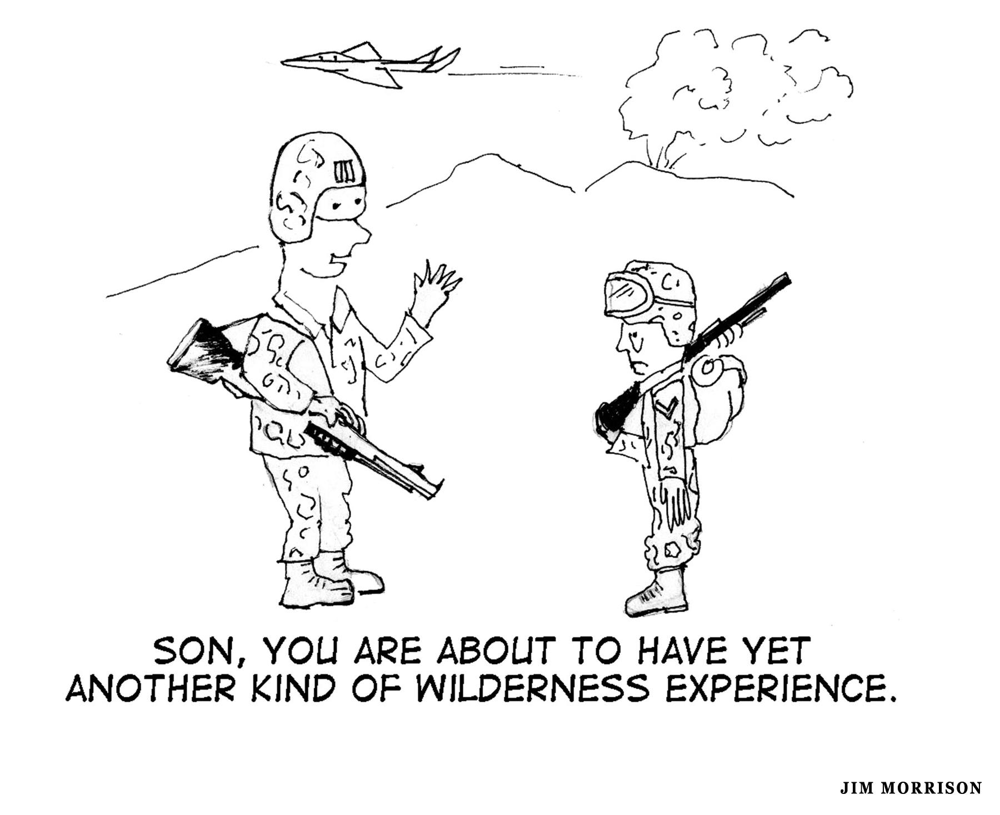 SON, YOU ARE ABOUT TO HAVE YET
ANOTHER KIND OF WILDERNESS EXPERIENCE.
JIM MORRISON